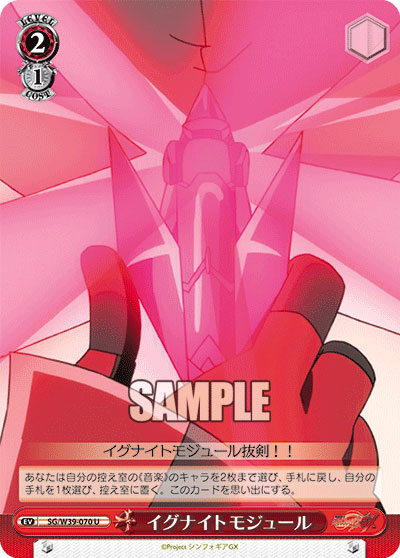 LEVEL
2
1
COST
SAMPLE
イグナイトモジュール抜剣!!
あなたは自分の控え室の《音楽》のキャラを2枚まで選び、手札に戻し、自分の
手札を1枚選び、控え室に置く。このカードを思い出にする。
EV SG/W39-070 U イグナイトモジュール
©Project シンフォギアGX